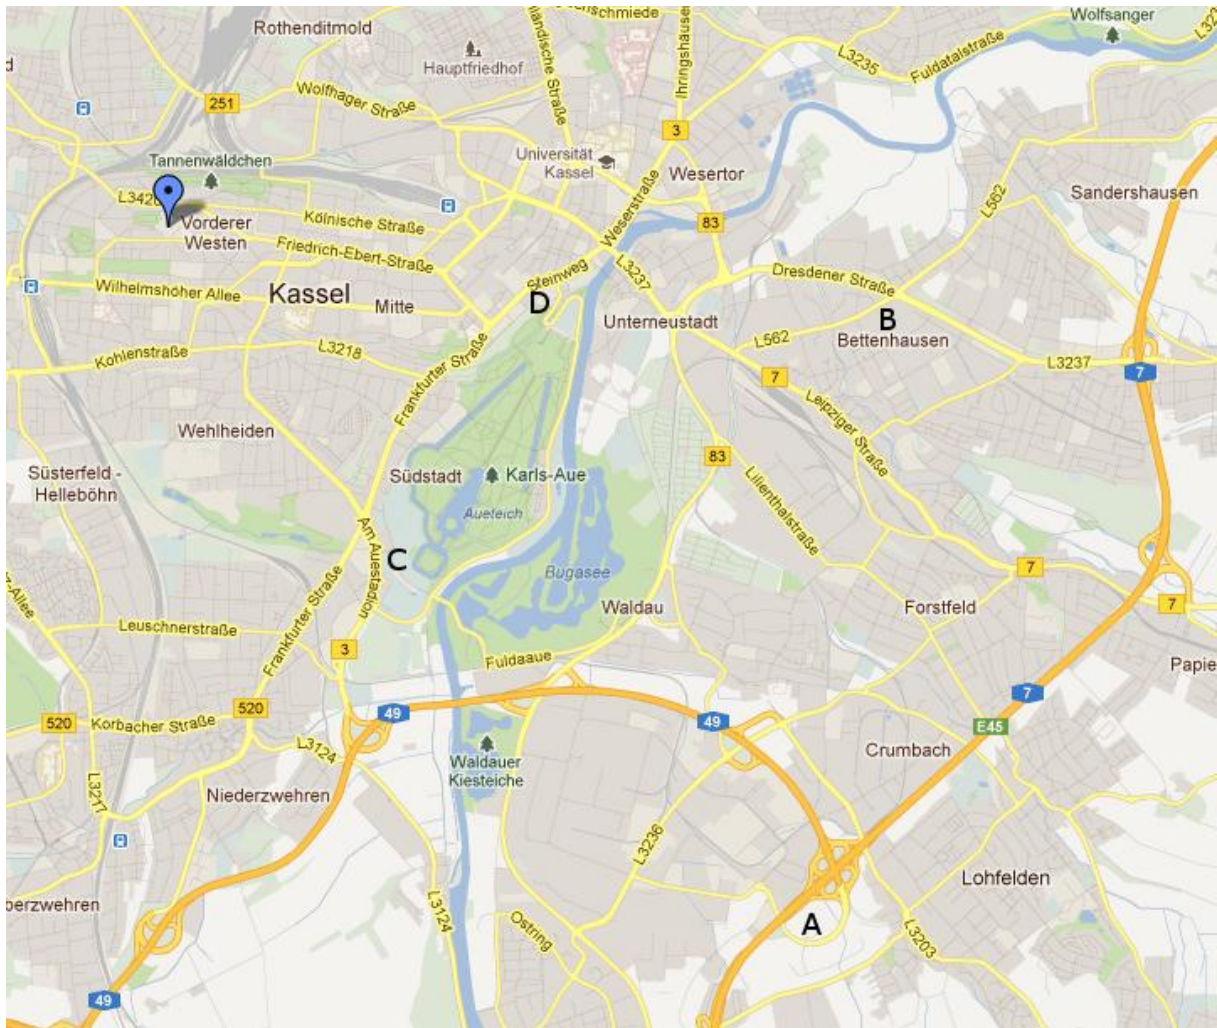 Rothenditmold
Wolfsanger
L3235
Fuldatalstraße
Hauptfriedhof
Ihringshäuser
251
Wolfhager Straße
3
Universität
Kassel
Wesertor
Tannenwäldchen
Sandershausen
L562
Vorderer
Westen
Kölnische Straße
Weserstraße
83
Friedrich-Ebert-Straße
Steinweg
L3237
Dresdener Straße
Wilhelmshöher Allee
Kassel
Mitte
D
Unterneustadt
B
L562
Bettenhausen
Kohlenstraße
L3218
Frankfurter Straße
L3237
7
7
Leipziger Straße
Wehlheiden
Süsterfeld -
Helleböhn
Südstadt
Karls-Aue
83
Lilienthalstraße
Aueteich
Am Auestadion
C
Bugasee
7
Frankfurter Straße
Waldau
Forstfeld
7
Leuschnerstraße
3
Fuldaaue
Papie
7
520
520
Korbacher Straße
49
49
E45
L3124
Crumbach
Waldauer
Kiesteiche
L3217
Niederzwehren
L3236
Lohfelden
berzwehren
L3124
Ostring
A
L3203
49